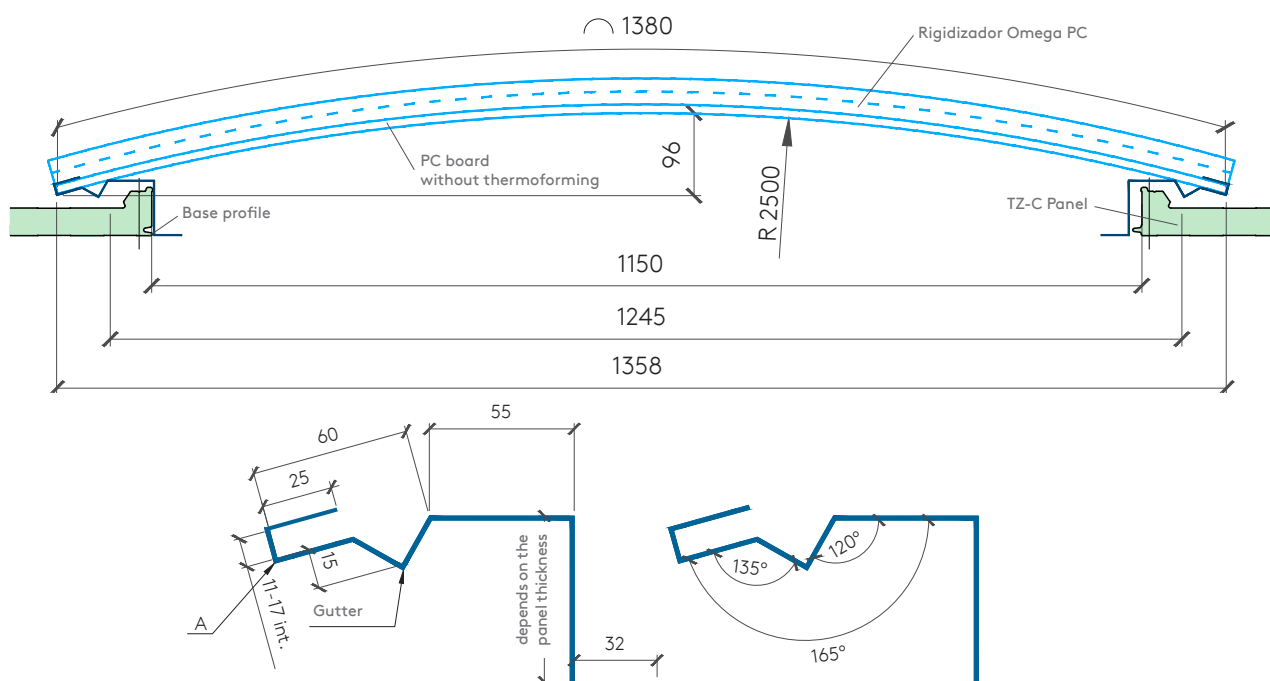 ⌒ 1380
Rigidizador Omega PC
PC board
without thermoforming
96
R 2500
Base profile
TZ-C Panel
1150
1245
1358
60
55
25
15
11-17 int.
A
Gutter
depends on the
panel thickness
32
120°
135°
165°